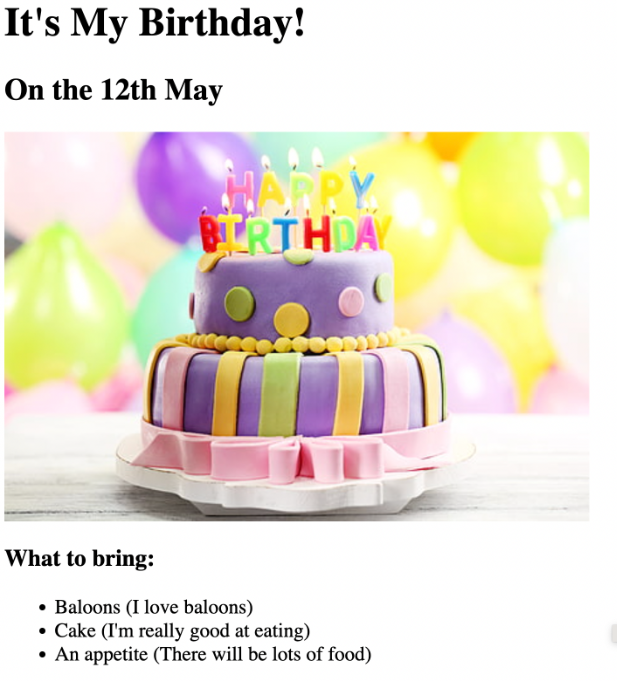 It's My Birthday!
On the 12th May
HAPPY
BIRTHDAY
What to bring:
Baloons (I love baloons)
Cake (I'm really good at eating)
An appetite (There will be lots of food)